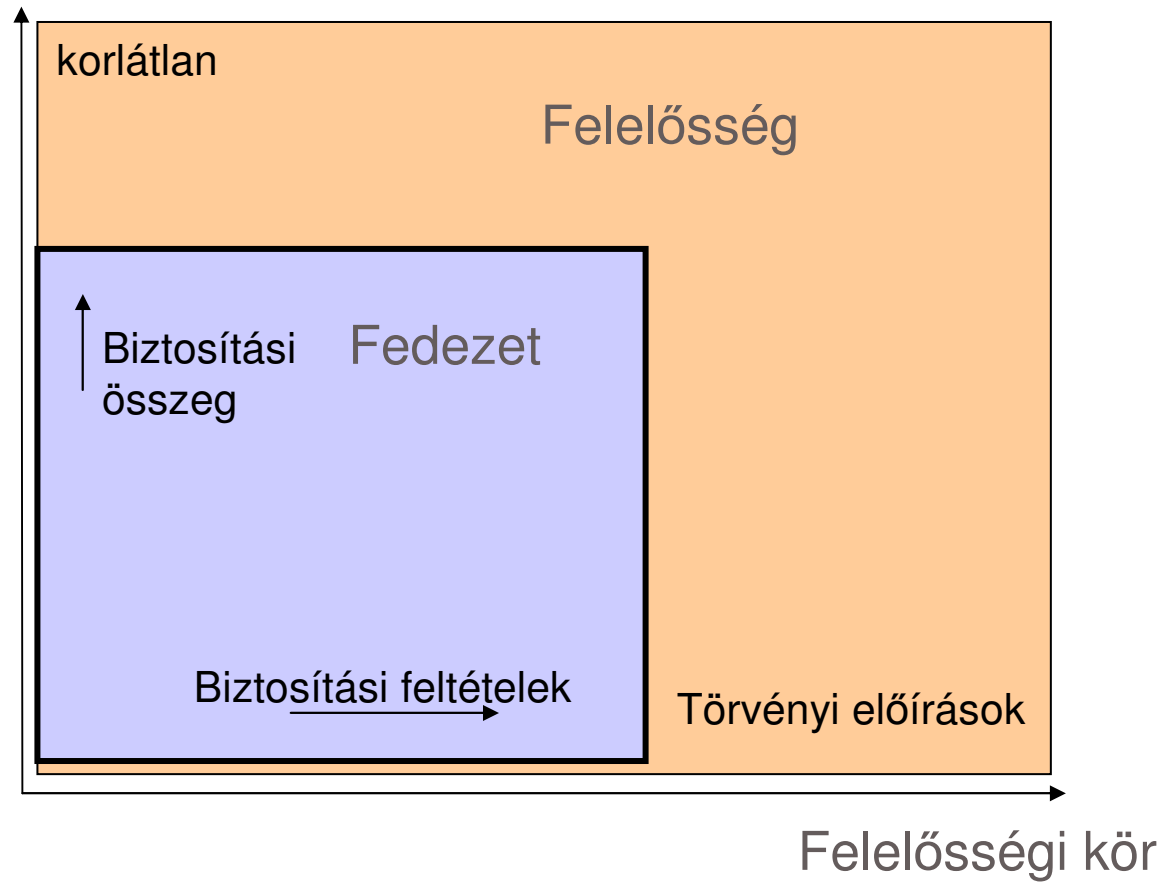 korlátlan
Felelősség
Biztosítási
összeg
Fedezet
Biztosítási feltételek
Törvényi előírások
Felelősségi kör